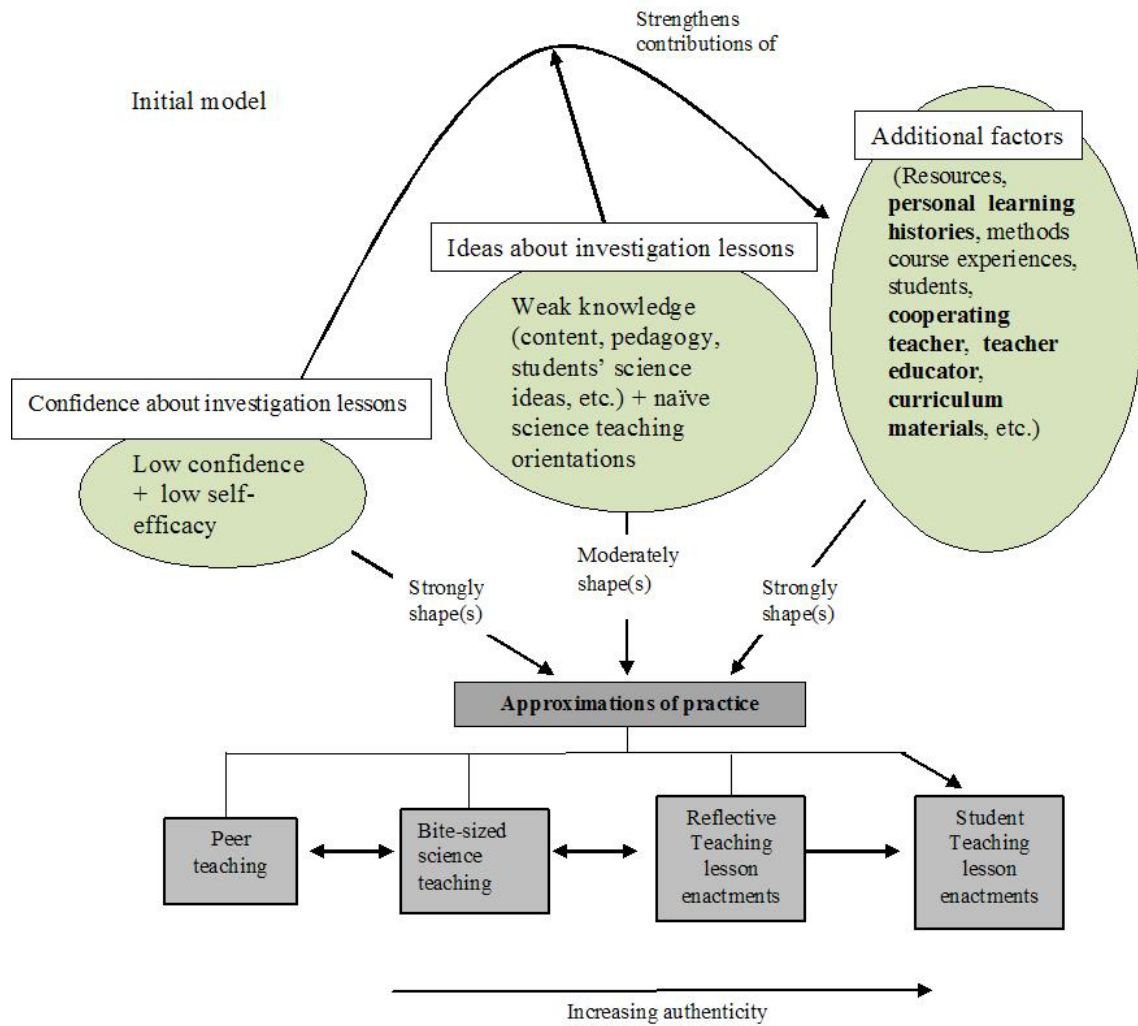 Strengthens
contributions of
Initial model
Additional factors
(Resources,
personal learning
histories, methods
course experiences,
students,
cooperating
teacher, teacher
educator,
curriculum
materials, etc.)
Ideas about investigation lessons
Weak knowledge
(content, pedagogy,
students’ science
ideas, etc.) + naïve
science teaching
orientations
Confidence about investigation lessons
Low confidence
+ low self-
efficacy
Strongly
shape(s)
Moderately
shape(s)
Strongly
shape(s)
Approximations of practice
Peer
teaching
Bite-sized
science
teaching
Reflective
Teaching
lesson
enactments
Student
Teaching
lesson
enactments
Increasing authenticity